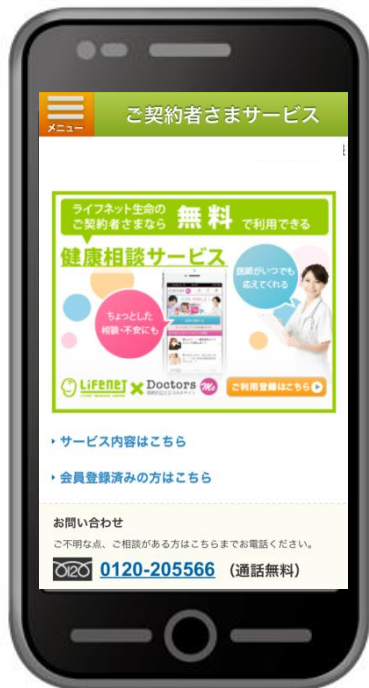 メニュー
ご契約者さまサービス
ライフネット生命の
ご契約者さまなら 無料 で利用できる
健康相談サービス
医師がいつでも
応えてくれる
ちょっとした
相談・不安にも
LIFENET × Doctors Me
ご利用登録はこちら
サービス内容はこちら
会員登録済みの方はこちら
お問い合わせ
ご不明な点、ご相談がある方はこちらまでお電話ください。
0120 0120-205566 (通話無料)